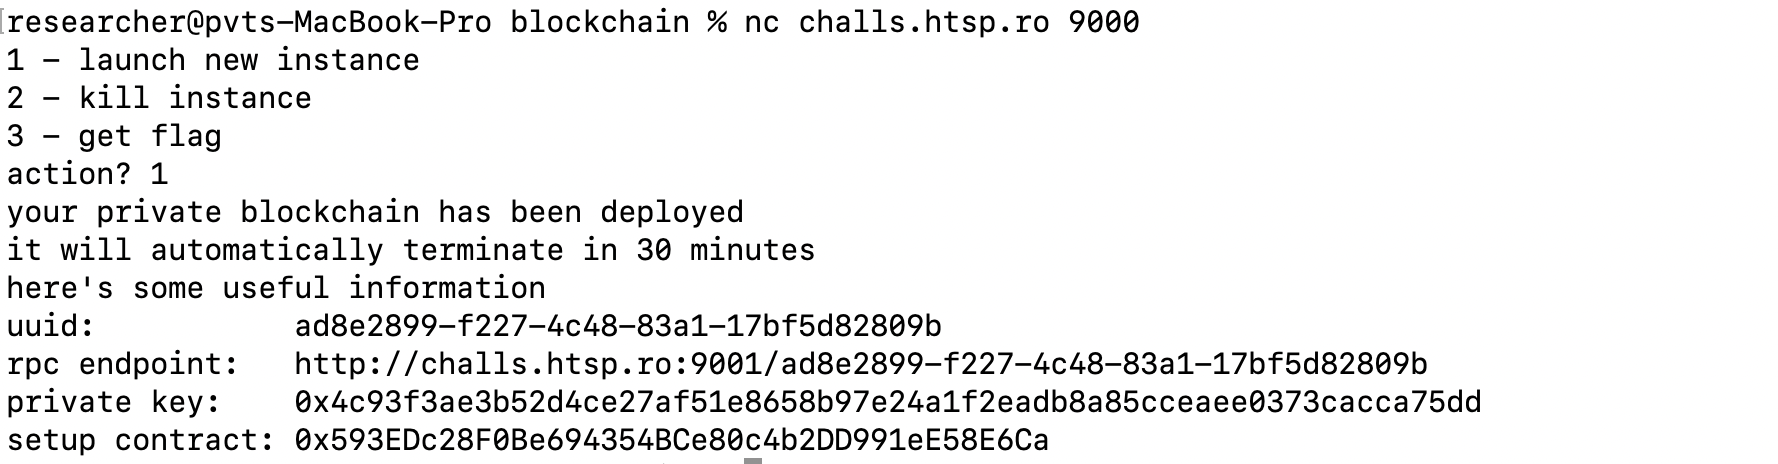 researcher@pvts-MacBook-Pro blockchain % nc challs.htsp.ro 9000
1 - launch new instance
2 - kill instance
3 - get flag
action? 1
your private blockchain has been deployed
it will automatically terminate in 30 minutes
here's some useful information
uuid:           ad8e2899-f227-4c48-83a1-17bf5d82809b
rpc endpoint:   http://challs.htsp.ro:9001/ad8e2899-f227-4c48-83a1-17bf5d82809b
private key:    0x4c93f3ae3b52d4ce27af51e8658b97e24a1f2eadb8a85cceaee0373cacca75dd
setup contract: 0x593EDc28F0Be694354BCe80c4b2DD991eE58E6Ca